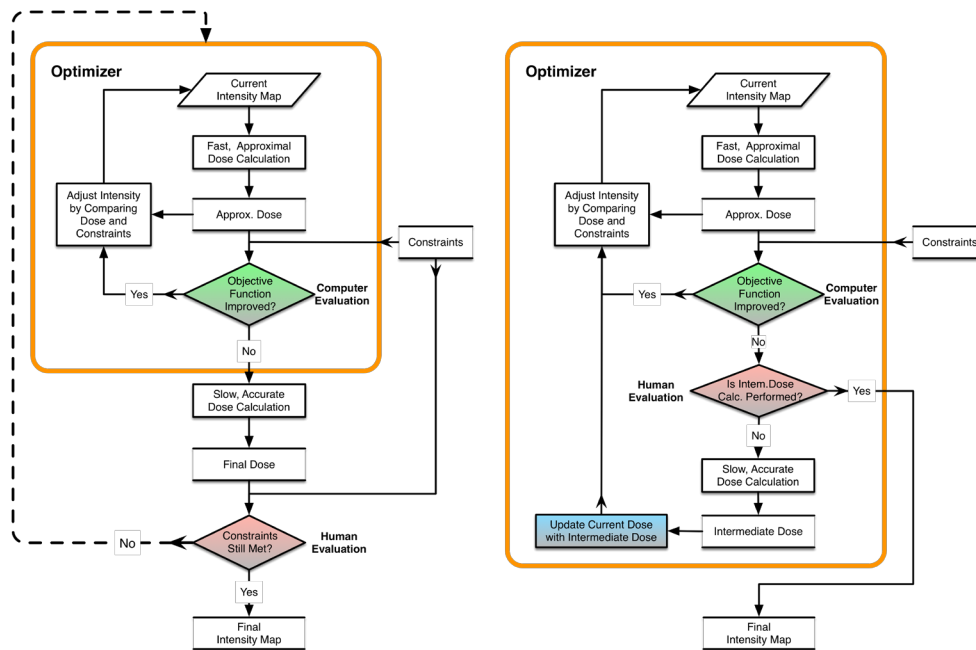 Optimizer
Current
Intensity Map
Fast, Approximal
Dose Calculation
Adjust Intensity
by Comparing
Dose and
Constraints
Approx. Dose
Constraints
Objective
Function
Improved?
Computer
Evaluation
Yes
No
Slow, Accurate
Dose Calculation
Final Dose
Constraints
Still Met?
Human
Evaluation
No
Yes
Final
Intensity Map
Optimizer
Current
Intensity Map
Fast, Approximal
Dose Calculation
Adjust Intensity
by Comparing
Dose and
Constraints
Approx. Dose
Constraints
Objective
Function
Improved?
Computer
Evaluation
Yes
No
Human
Evaluation
Is Intem.Dose
Calc. Performed?
Yes
No
Slow, Accurate
Dose Calculation
Update Current Dose
with Intermediate Dose
Intermediate Dose
Final
Intensity Map